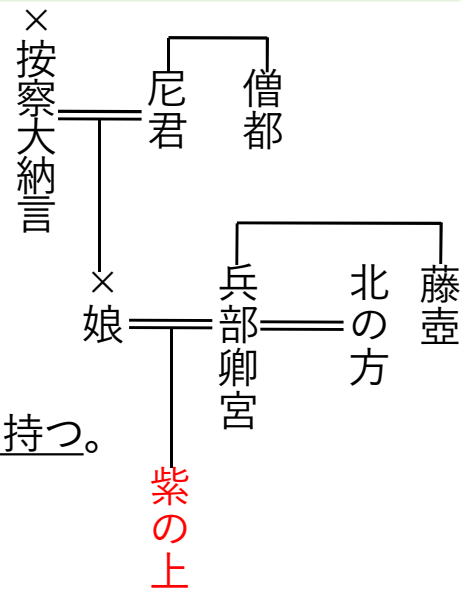 ×按察大納言
尼君
僧都
×娘
兵部卿宮
北の方
藤壺
持つ。
紫の上